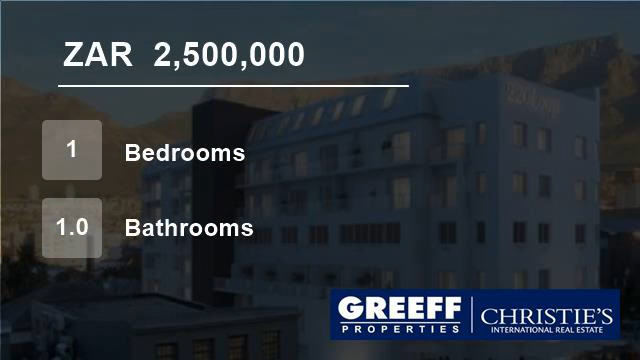 ZAR 2,500,000
1
Bedrooms
1.0
Bathrooms
GREEFF
PROPERTIES
CHRISTIE'S
INTERNATIONAL REAL ESTATE